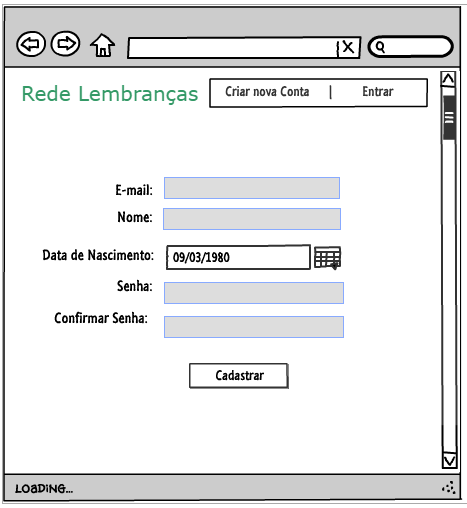 Rede Lembranças
Criar nova Conta | Entrar
E-mail:
Nome:
Data de Nascimento: 09/03/1980
Senha:
Confirmar Senha:
Cadastrar
LOADING...